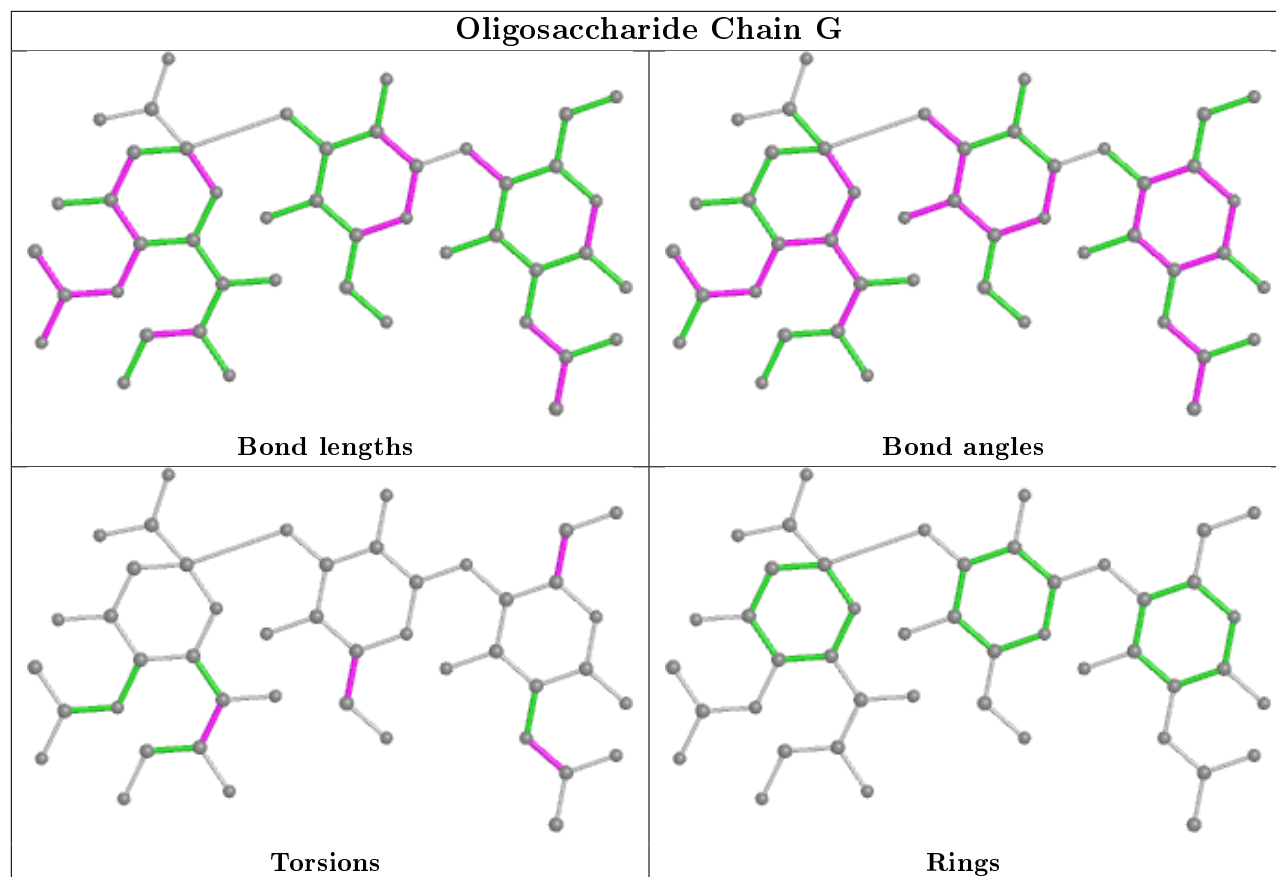 Oligosaccharide Chain G
Bond lengths
Bond angles
Torsions
Rings